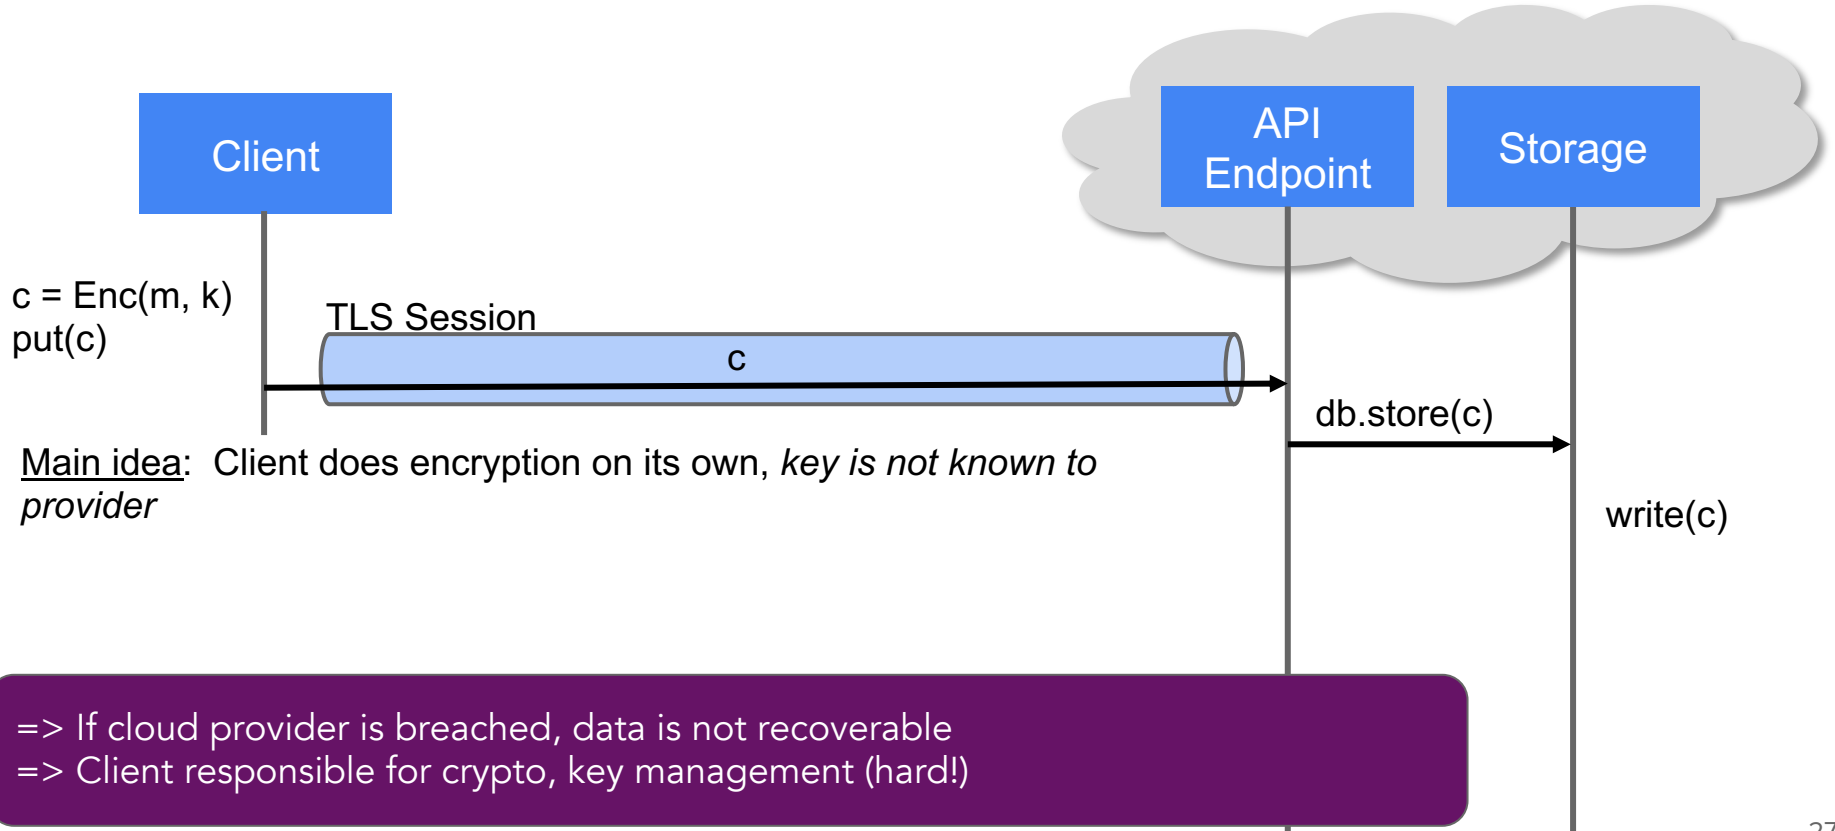 Client
API
Endpoint
Storage
c = Enc(m, k)
put(c)
TLS Session
c
db.store(c)
Main idea: Client does encryption on its own, key is not known to
provider
write(c)
=> If cloud provider is breached, data is not recoverable
=> Client responsible for crypto, key management (hard!)